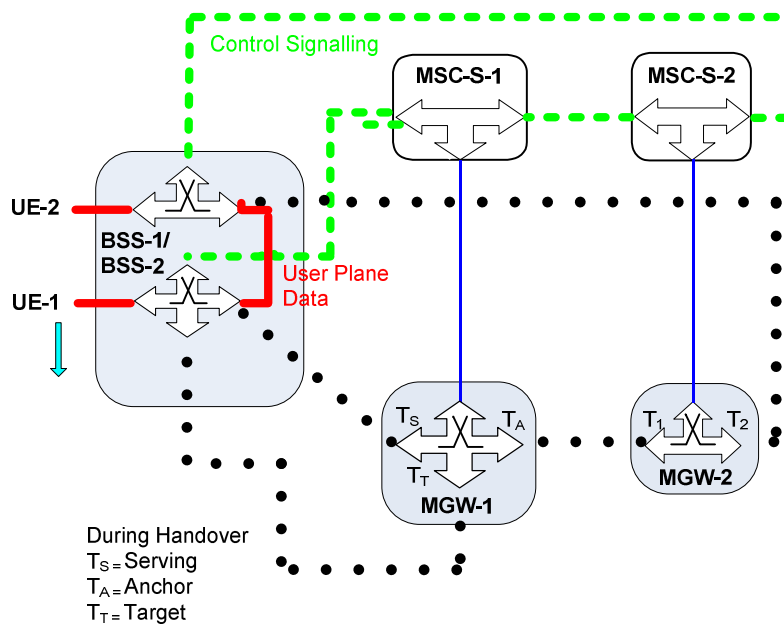 Control Signalling
MSC-S-1
MSC-S-2
UE-2
BSS-1/
BSS-2
User Plane
Data
UE-1
TS
TA
TT
MGW-1
T1
T2
MGW-2
During Handover
TS = Serving
TA = Anchor
TT = Target